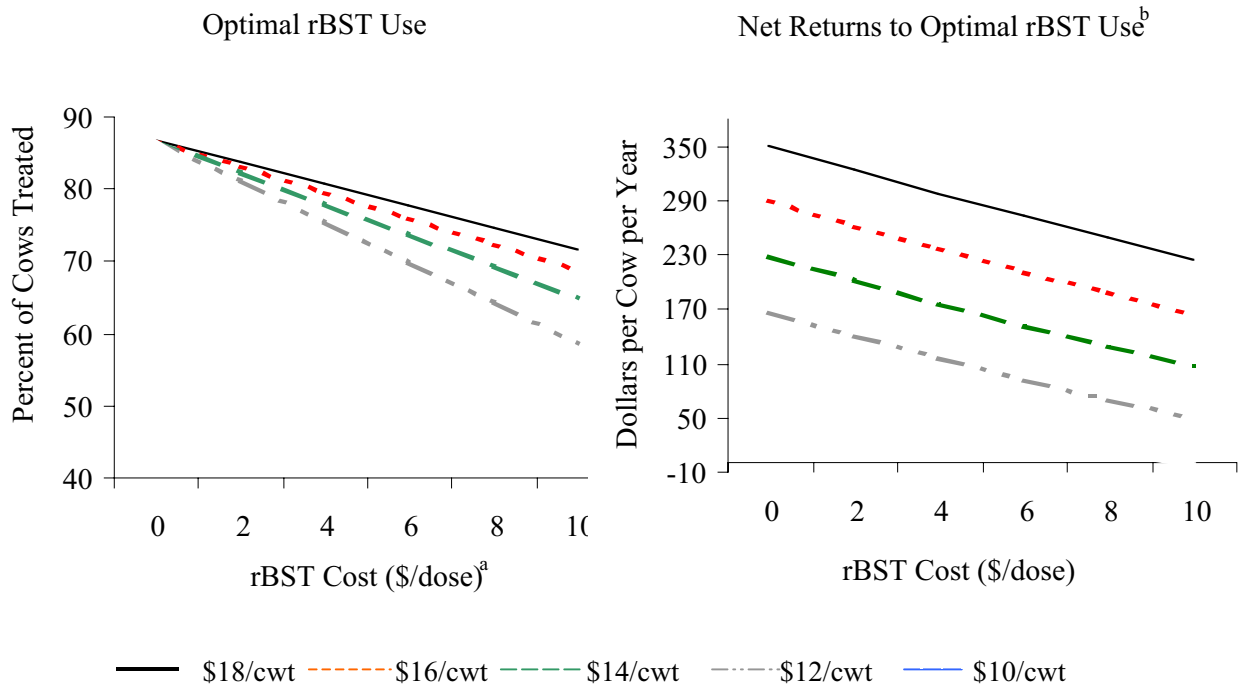 Optimal rBST Use
Percent of Cows Treated
90
80
70
60
50
40
0 2 4 6 8 10
rBST Cost ($/dose)a
Net Returns to Optimal rBST Useb
Dollars per Cow per Year
350
290
230
170
110
50
-10
0 2 4 6 8 10
rBST Cost ($/dose)
$18/cwt $16/cwt $14/cwt $12/cwt $10/cwt